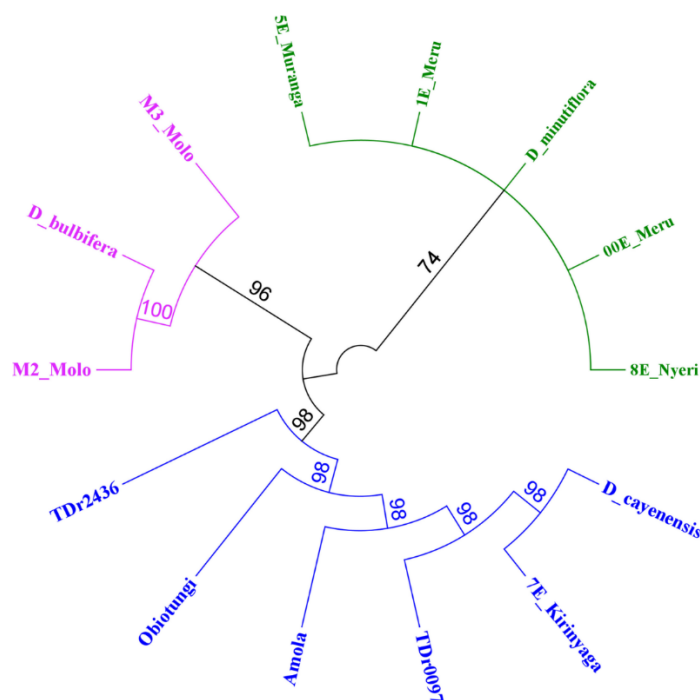 5E_Muranga
1E_Meru
D_minutiflora
00E_Meru
8E_Nyeri
M3_Molo
D_bulbifera
M2_Molo
100
96
74
98
98
98
98
98
TDr2436
Obiotungi
Amola
TDr0097
7E_Kirinyaga
D_cayenensis